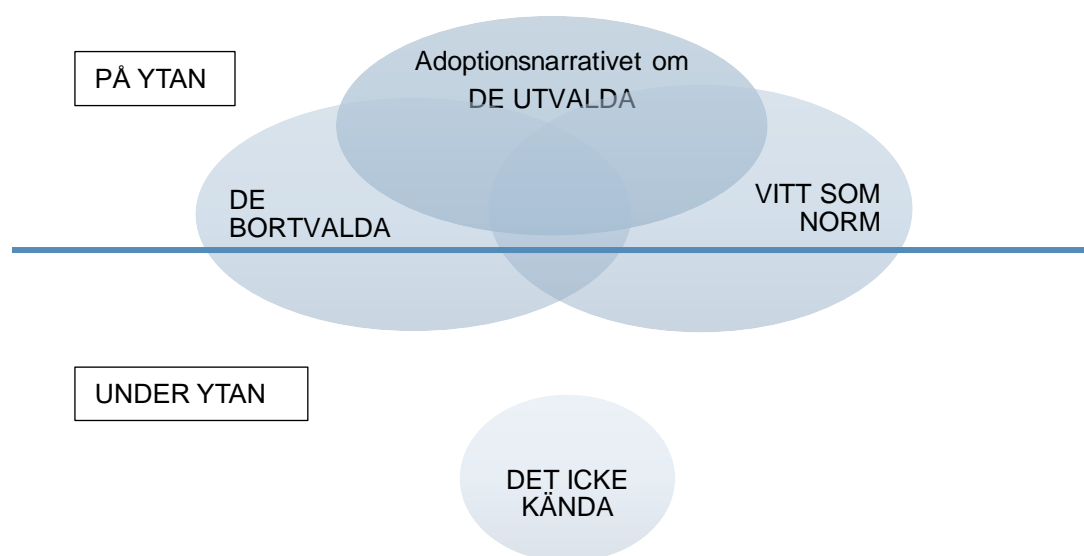 PÅ YTAN
Adoptionsnarrativet om
DE UTVALDA
DE
BORTVALDA
VITT SOM
NORM
UNDER YTAN
DET ICKE
KÄNDA